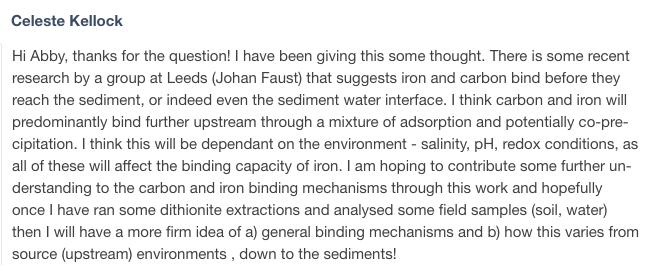 Celeste Kellock
Hi Abby, thanks for the question! I have been giving this some thought. There is some recent
research by a group at Leeds (Johan Faust) that suggests iron and carbon bind before they
reach the sediment, or indeed even the sediment water interface. I think carbon and iron will
predominantly bind further upstream through a mixture of adsorption and potentially co-pre-
cipitation. I think this will be dependant on the environment - salinity, pH, redox conditions, as
all of these will affect the binding capacity of iron. I am hoping to contribute some further un-
derstanding to the carbon and iron binding mechanisms through this work and hopefully
once I have ran some dithionite extractions and analysed some field samples (soil, water)
then I will have a more firm idea of a) general binding mechanisms and b) how this varies from
source (upstream) environments , down to the sediments!